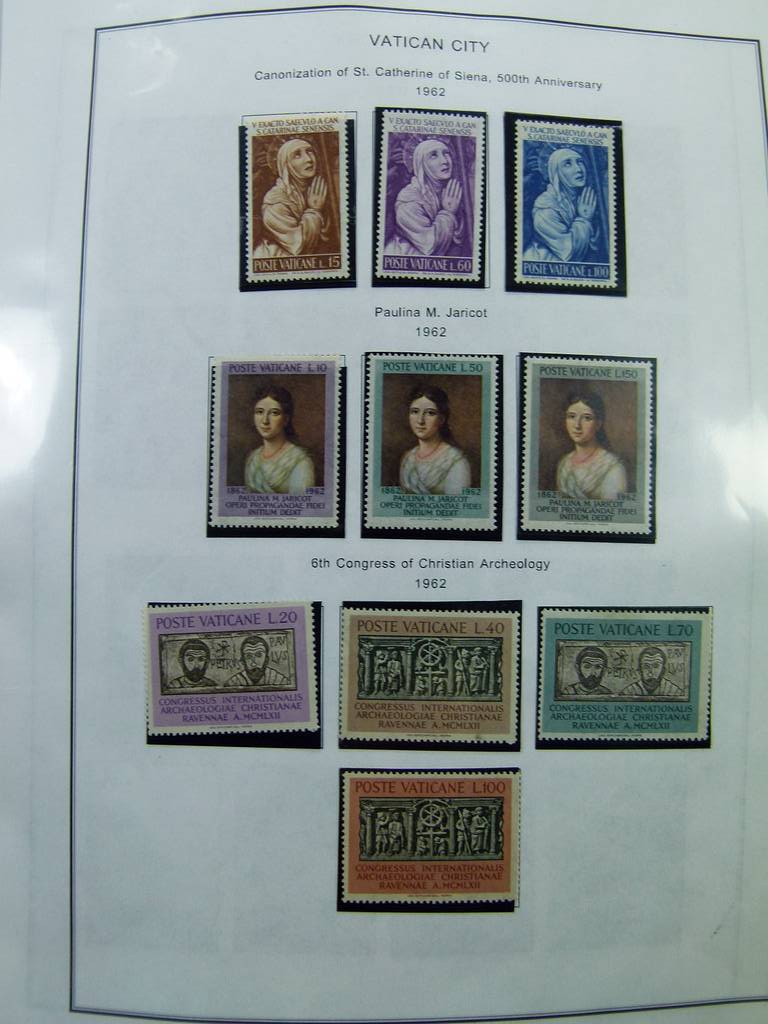 VATICAN CITY
Canonization of St. Catherine of Siena, 500th Anniversary
1962
V EXACTO SAECVLO A CAN
S. CATARINAE SENENSIS
POSTE VATICANE L.15
V EXACTO SAECVLO A CAN
S. CATARINAE SENENSIS
POSTE VATICANE L.60
V EXACTO SAECVLO A CAN
S. CATARINAE SENENSIS
POSTE VATICANE L.100
Paulina M. Jaricot
1962
POSTE VATICANE L.10
1862 1962
PAULINA M. JARICOT
OPERI PROPAGANDAE FIDEI
INITIUM DEDIT
POSTE VATICANE L.50
1862 1962
PAULINA M. JARICOT
OPERI PROPAGANDAE FIDEI
INITIUM DEDIT
POSTE VATICANE L.150
1862 1962
PAULINA M. JARICOT
OPERI PROPAGANDAE FIDEI
INITIUM DEDIT
6th Congress of Christian Archeology
1962
POSTE VATICANE L.20
PETRVS PAV
LVS
CONGRESSUS INTERNATIONALIS
ARCHAEOLOGIAE CHRISTIANAE
RAVENNAE A.MCMLXII
POSTE VATICANE L.40
CONGRESSUS INTERNATIONALIS
ARCHAEOLOGIAE CHRISTIANAE
RAVENNAE A.MCMLXII
POSTE VATICANE L.70
PETRVS PAV
LVS
CONGRESSUS INTERNATIONALIS
ARCHAEOLOGIAE CHRISTIANAE
RAVENNAE A.MCMLXII
POSTE VATICANE L.100
CONGRESSUS INTERNATIONALIS
ARCHAEOLOGIAE CHRISTIANAE
RAVENNAE A.MCMLXII